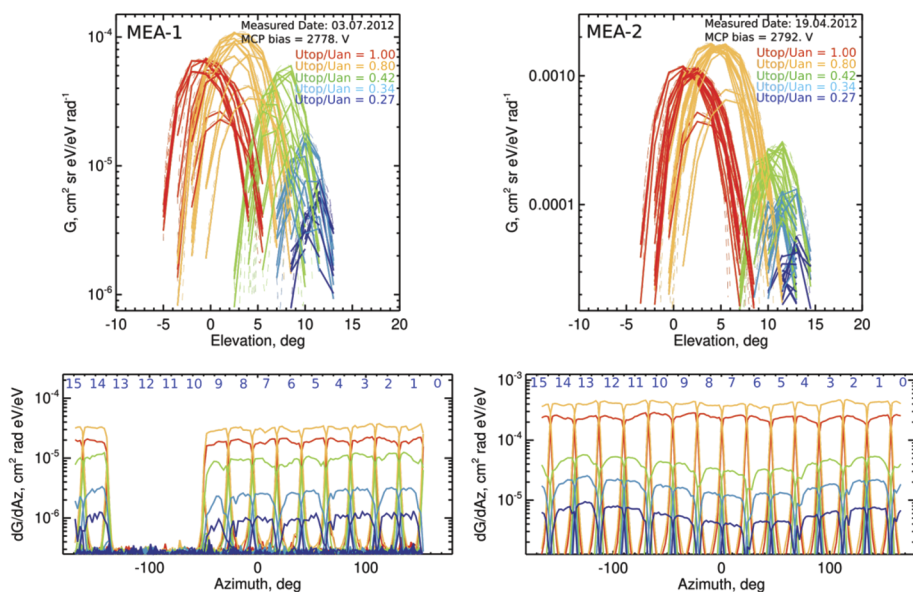 MEA-1
Measured Date: 03.07.2012
MCP bias = 2778. V
Utop/Uan = 1.00
Utop/Uan = 0.80
Utop/Uan = 0.42
Utop/Uan = 0.34
Utop/Uan = 0.27
G, cm² sr eV/eV rad⁻¹
10⁻⁴
10⁻⁵
10⁻⁶
-10 -5 0 5 10 15 20
Elevation, deg
MEA-2
Measured Date: 19.04.2012
MCP bias = 2792. V
Utop/Uan = 1.00
Utop/Uan = 0.80
Utop/Uan = 0.42
Utop/Uan = 0.34
Utop/Uan = 0.27
G, cm² sr eV/eV rad⁻¹
0.0010
0.0001
-10 -5 0 5 10 15 20
Elevation, deg
15 14 13 12 11 10 9 8 7 6 5 4 3 2 1 0
dG/dAz, cm² rad eV/eV
10⁻⁴
10⁻⁵
10⁻⁶
-100 0 100
Azimuth, deg
15 14 13 12 11 10 9 8 7 6 5 4 3 2 1 0
dG/dAz, cm² rad eV/eV
10⁻³
10⁻⁴
10⁻⁵
-100 0 100
Azimuth, deg